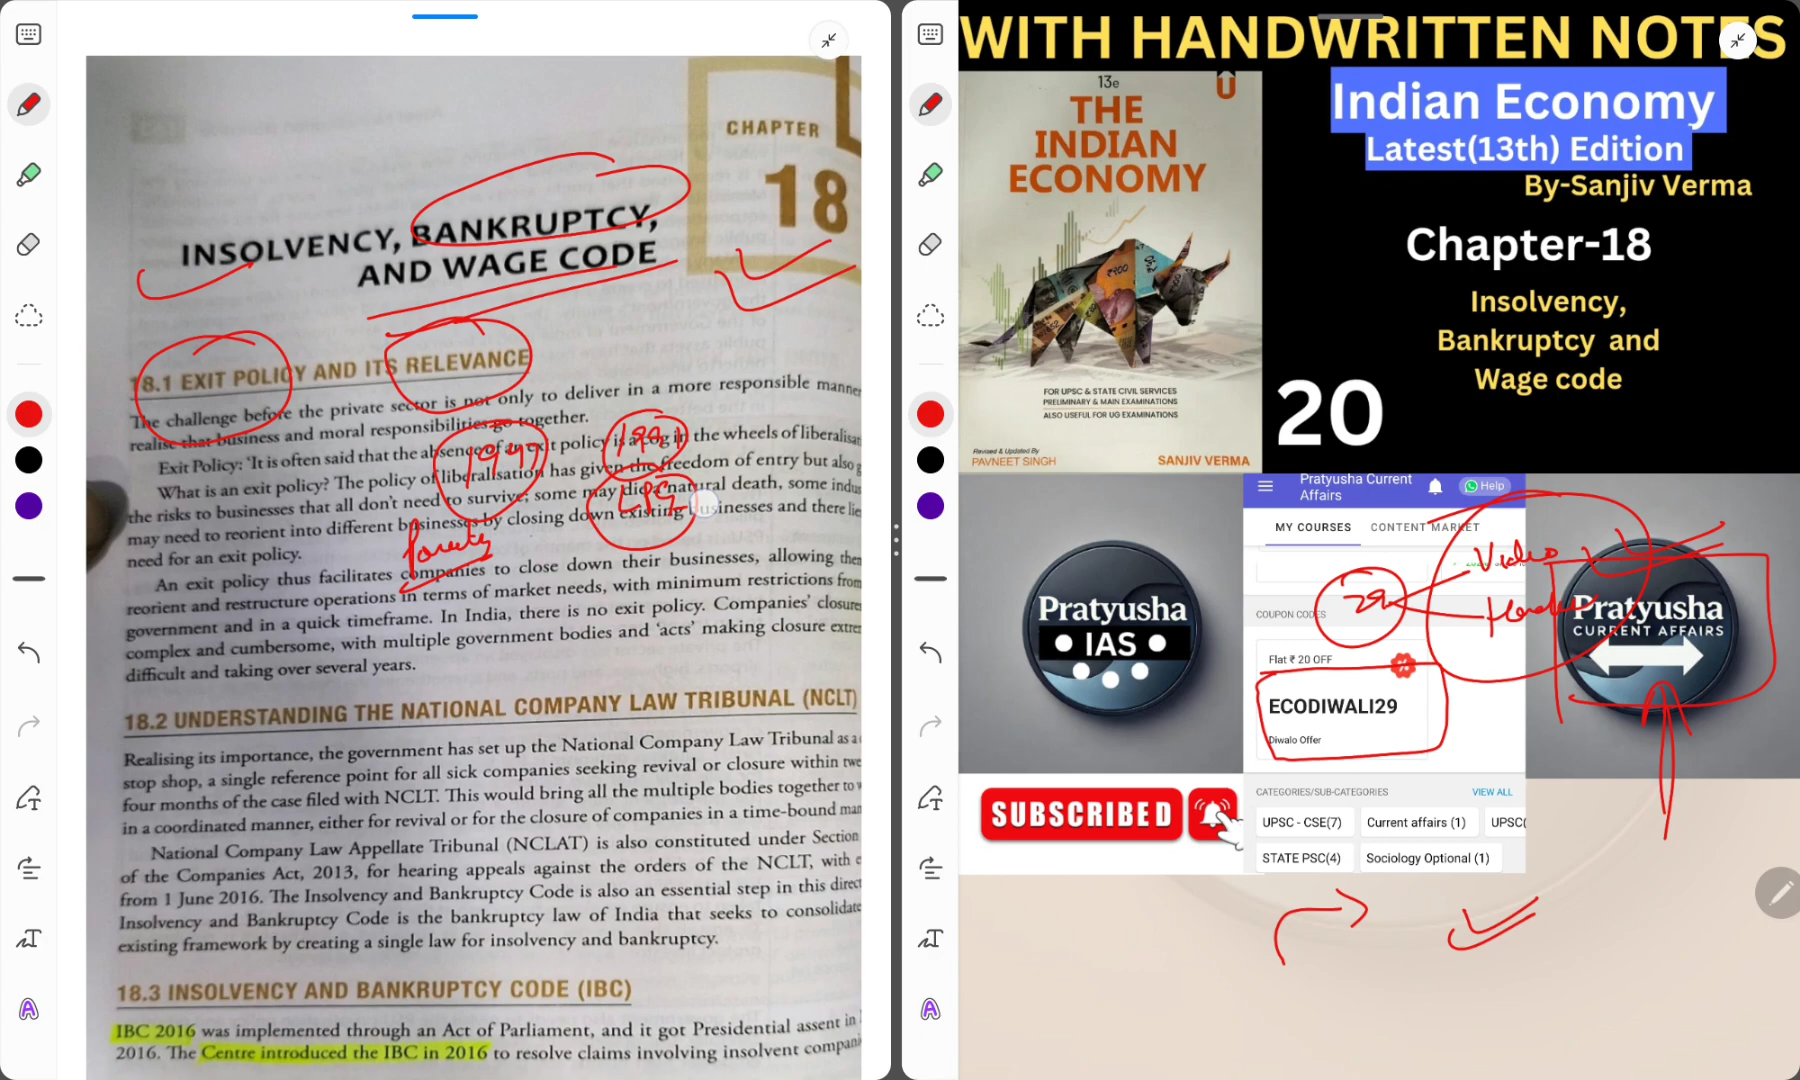 CHAPTER
18
INSOLVENCY, BANKRUPTCY,
AND WAGE CODE
18.1 EXIT POLICY AND ITS RELEVANCE
The challenge before the private sector is not only to deliver in a more responsible manner
realise that business and moral responsibilities go together.
Exit Policy: 'It is often said that the absence of an exit policy is a cog in the wheels of liberalisat
What is an exit policy? The policy of liberalisation has given the freedom of entry but also
the risks to businesses that all don't need to survive; some may die a natural death, some indus
may need to reorient into different businesses by closing down existing businesses and there lie
need for an exit policy.
An exit policy thus facilitates companies to close down their businesses, allowing them
reorient and restructure operations in terms of market needs, with minimum restrictions from
government and in a quick timeframe. In India, there is no exit policy. Companies' closure
complex and cumbersome, with multiple government bodies and 'acts' making closure extrem
difficult and taking over several years.
1947
1991
LPG
Poverty
18.2 UNDERSTANDING THE NATIONAL COMPANY LAW TRIBUNAL (NCLT)
Realising its importance, the government has set up the National Company Law Tribunal as a
stop shop, a single reference point for all sick companies seeking revival or closure within twe
four months of the case filed with NCLT. This would bring all the multiple bodies together to w
in a coordinated manner, either for revival or for the closure of companies in a time-bound man
National Company Law Appellate Tribunal (NCLAT) is also constituted under Section
of the Companies Act, 2013, for hearing appeals against the orders of the NCLT, with e
from 1 June 2016. The Insolvency and Bankruptcy Code is also an essential step in this direct
Insolvency and Bankruptcy Code is the bankruptcy law of India that seeks to consolidate
existing framework by creating a single law for insolvency and bankruptcy.
18.3 INSOLVENCY AND BANKRUPTCY CODE (IBC)
IBC 2016 was implemented through an Act of Parliament, and it got Presidential assent in
2016. The Centre introduced the IBC in 2016 to resolve claims involving insolvent compani
WITH HANDWRITTEN NOTES
13e
THE
INDIAN
ECONOMY
FOR UPSC & STATE CIVIL SERVICES
PRELIMINARY & MAIN EXAMINATIONS
ALSO USEFUL FOR UG EXAMINATIONS
Revised & Updated By
PAVNEET SINGH
SANJIV VERMA
Indian Economy
Latest(13th) Edition
By-Sanjiv Verma
Chapter-18
Insolvency,
Bankruptcy and
Wage code
20
Pratyusha
IAS
Pratyusha Current
Affairs
Help
MY COURSES
CONTENT MARKET
COUPON CODES
Flat ₹ 20 OFF
ECODIWALI29
Diwalo Offer
CATEGORIES/SUB-CATEGORIES
VIEW ALL
UPSC - CSE(7)
Current affairs (1)
UPSC(
STATE PSC(4)
Sociology Optional (1)
29
Video
Pratyusha
CURRENT AFFAIRS
SUBSCRIBED